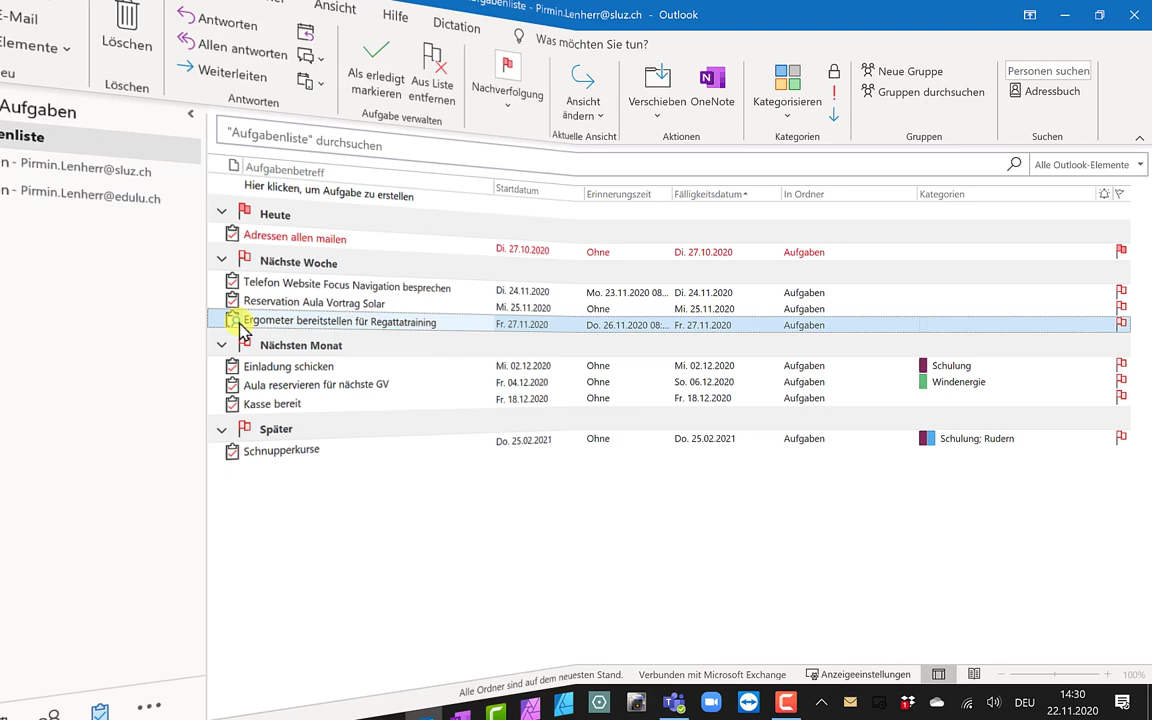 Aufgabenliste - Pirmin.Lenherr@sluz.ch - Outlook
E-Mail
Elemente
eu
Löschen
Löschen
Antworten
Allen antworten
Weiterleiten
Antworten
Ansicht
Hilfe
Dictation
Was möchten Sie tun?
Als erledigt markieren
Aus Liste entfernen
Aufgabe verwalten
Nachverfolgung
Ansicht ändern
Aktuelle Ansicht
Verschieben
OneNote
Aktionen
Kategorisieren
Kategorien
Neue Gruppe
Gruppen durchsuchen
Gruppen
Personen suchen
Adressbuch
Suchen
Aufgaben
enliste
n - Pirmin.Lenherr@sluz.ch
n - Pirmin.Lenherr@edulu.ch
"Aufgabenliste" durchsuchen
Alle Outlook-Elemente
Aufgabenbetreff Startdatum Erinnerungszeit Fälligkeitsdatum In Ordner Kategorien
Hier klicken, um Aufgabe zu erstellen
Heute
Adressen allen mailen Di. 27.10.2020 Ohne Di. 27.10.2020 Aufgaben
Nächste Woche
Telefon Website Focus Navigation besprechen Di. 24.11.2020 Mo. 23.11.2020 08:... Di. 24.11.2020 Aufgaben
Reservation Aula Vortrag Solar Mi. 25.11.2020 Ohne Mi. 25.11.2020 Aufgaben
Ergometer bereitstellen für Regattatraining Fr. 27.11.2020 Do. 26.11.2020 08:... Fr. 27.11.2020 Aufgaben
Nächsten Monat
Einladung schicken Mi. 02.12.2020 Ohne Mi. 02.12.2020 Aufgaben Schulung
Aula reservieren für nächste GV Fr. 04.12.2020 Ohne So. 06.12.2020 Aufgaben Windenergie
Kasse bereit Fr. 18.12.2020 Ohne Fr. 18.12.2020 Aufgaben
Später
Schnupperkurse Do. 25.02.2021 Ohne Do. 25.02.2021 Aufgaben Schulung; Rudern
Alle Ordner sind auf dem neuesten Stand. Verbunden mit Microsoft Exchange Anzeigeeinstellungen 100%
DEU
14:30
22.11.2020